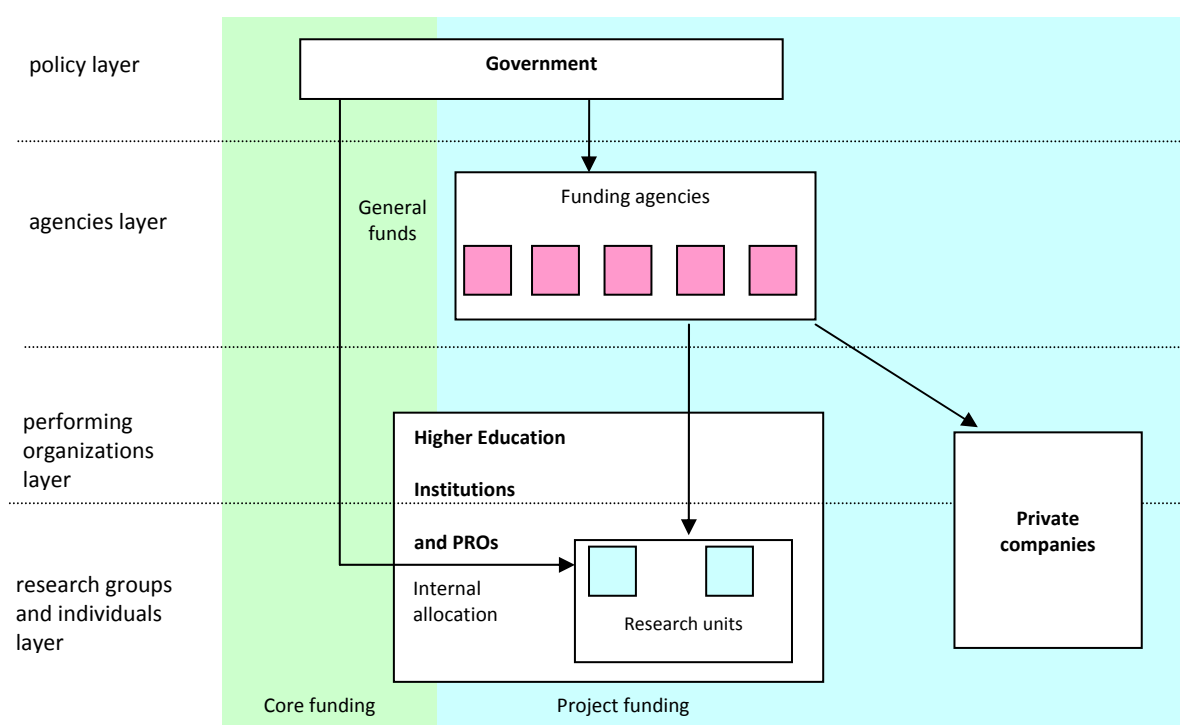 policy layer
Government
agencies layer
General
funds
Funding agencies
performing
organizations
layer
Higher Education
Institutions
and PROs
Private
companies
research groups
and individuals
layer
Internal
allocation
Research units
Core funding
Project funding